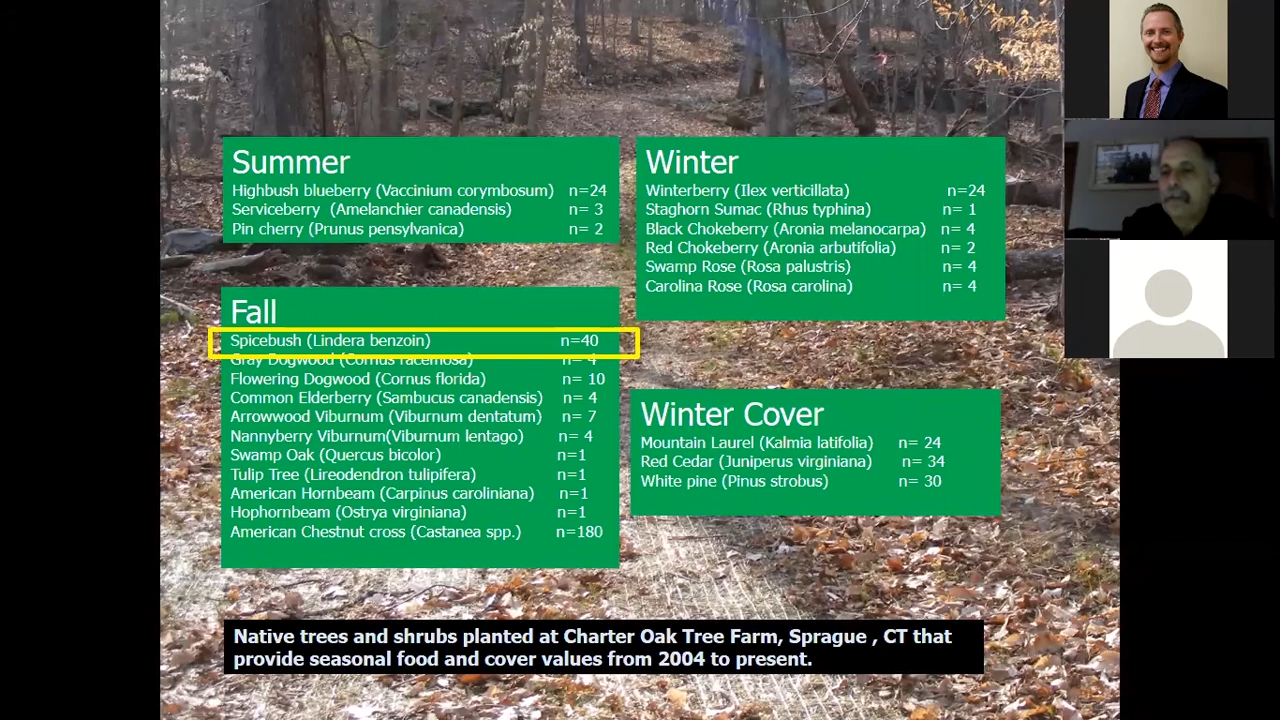 Summer
Highbush blueberry (Vaccinium corymbosum) n=24
Serviceberry (Amelanchier canadensis) n= 3
Pin cherry (Prunus pensylvanica) n= 2
Fall
Spicebush (Lindera benzoin) n=40
Gray Dogwood (Cornus racemosa) n= 4
Flowering Dogwood (Cornus florida) n= 10
Common Elderberry (Sambucus canadensis) n= 4
Arrowwood Viburnum (Viburnum dentatum) n= 7
Nannyberry Viburnum(Viburnum lentago) n= 4
Swamp Oak (Quercus bicolor) n=1
Tulip Tree (Lireodendron tulipifera) n=1
American Hornbeam (Carpinus caroliniana) n=1
Hophornbeam (Ostrya virginiana) n=1
American Chestnut cross (Castanea spp.) n=180
Winter
Winterberry (Ilex verticillata) n=24
Staghorn Sumac (Rhus typhina) n= 1
Black Chokeberry (Aronia melanocarpa) n= 4
Red Chokeberry (Aronia arbutifolia) n= 2
Swamp Rose (Rosa palustris) n= 4
Carolina Rose (Rosa carolina) n= 4
Winter Cover
Mountain Laurel (Kalmia latifolia) n= 24
Red Cedar (Juniperus virginiana) n= 34
White pine (Pinus strobus) n= 30
Native trees and shrubs planted at Charter Oak Tree Farm, Sprague , CT that
provide seasonal food and cover values from 2004 to present.